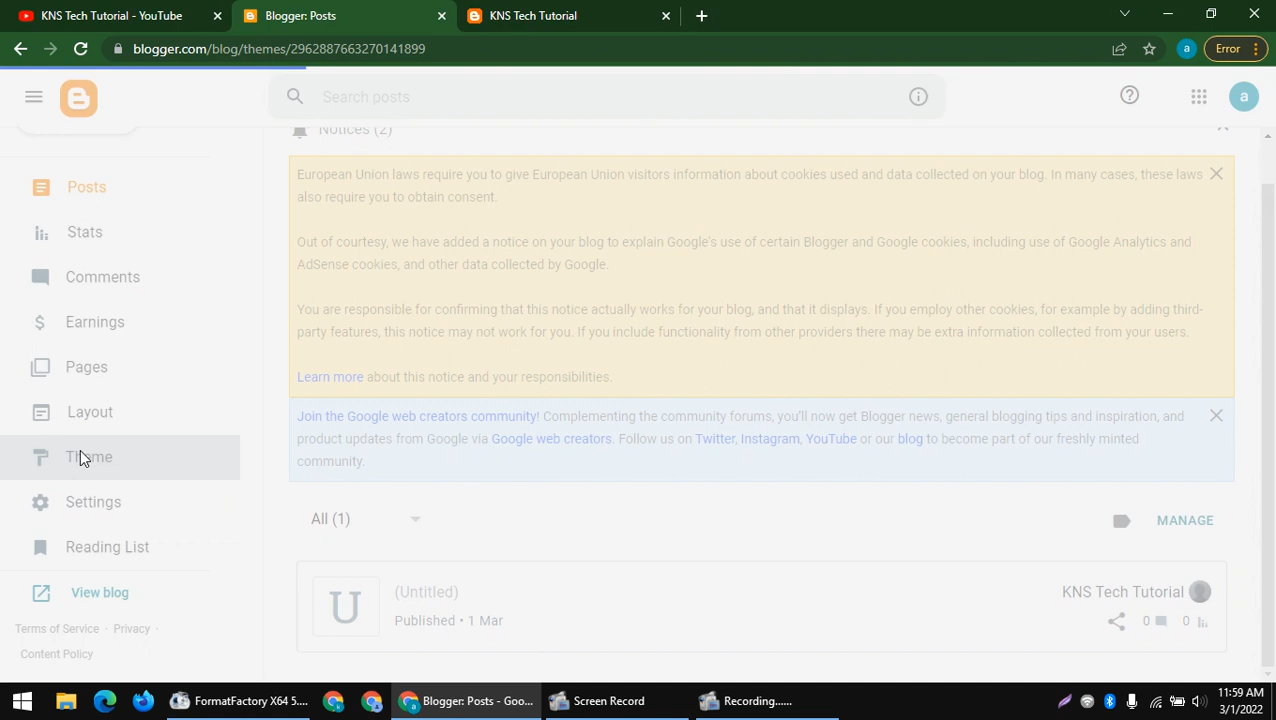 KNS Tech Tutorial - YouTube
Blogger: Posts
KNS Tech Tutorial
blogger.com/blog/themes/2962887663270141899
a
Error
Search posts
a
Notices (2)
Posts
Stats
Comments
Earnings
Pages
Layout
Theme
Settings
Reading List
View blog
Terms of Service · Privacy ·
Content Policy
European Union laws require you to give European Union visitors information about cookies used and data collected on your blog. In many cases, these laws
also require you to obtain consent.
Out of courtesy, we have added a notice on your blog to explain Google's use of certain Blogger and Google cookies, including use of Google Analytics and
AdSense cookies, and other data collected by Google.
You are responsible for confirming that this notice actually works for your blog, and that it displays. If you employ other cookies, for example by adding third-
party features, this notice may not work for you. If you include functionality from other providers there may be extra information collected from your users.
Learn more about this notice and your responsibilities.
Join the Google web creators community! Complementing the community forums, you'll now get Blogger news, general blogging tips and inspiration, and
product updates from Google via Google web creators. Follow us on Twitter, Instagram, YouTube or our blog to become part of our freshly minted
community.
All (1)
MANAGE
U
(Untitled)
Published • 1 Mar
KNS Tech Tutorial
0
0
FormatFactory X64 5....
a
Blogger: Posts - Goo...
Screen Record
Recording......
11:59 AM
3/1/2022